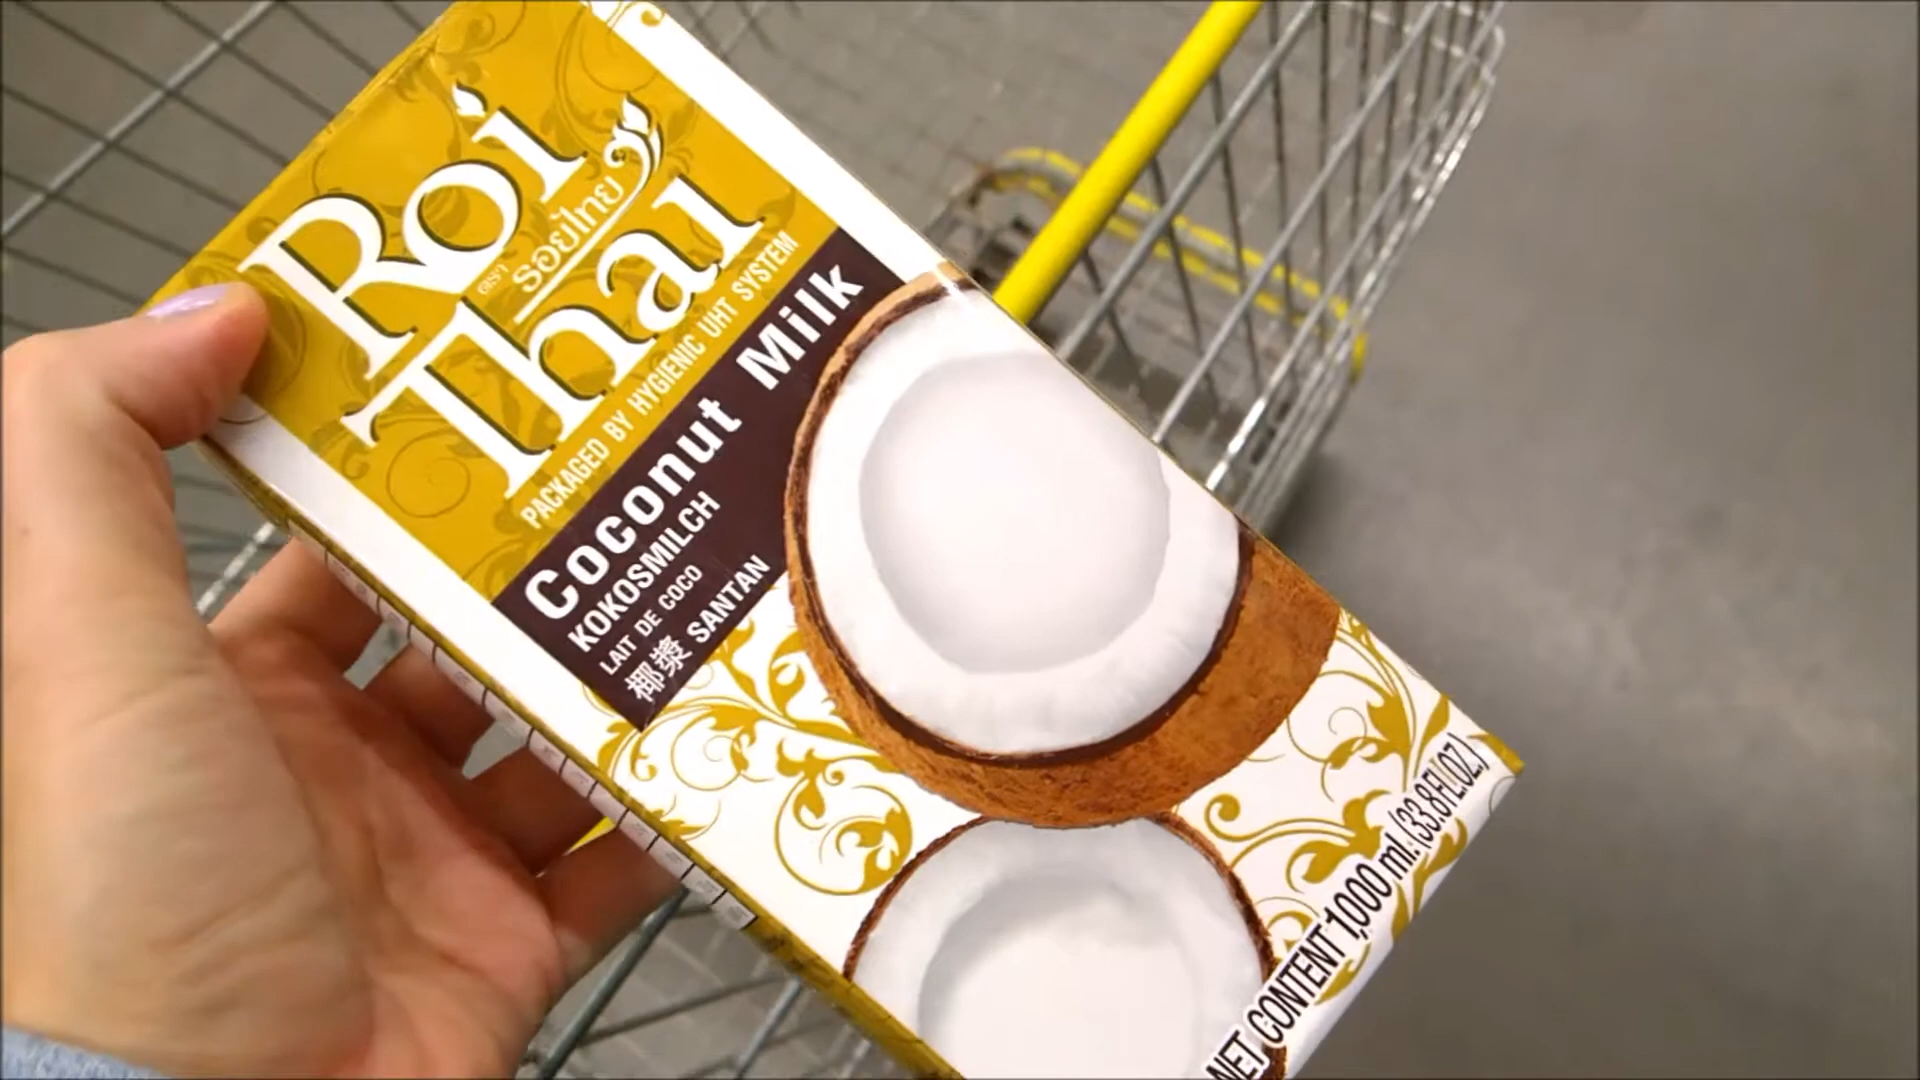 Roi
ตรา รอยไทย
Thai
PACKAGED BY HYGIENIC UHT SYSTEM
Coconut Milk
KOKOSMILCH
LAIT DE COCO
椰漿 SANTAN
NET CONTENT 1,000 ml. (33.8FL.OZ.)